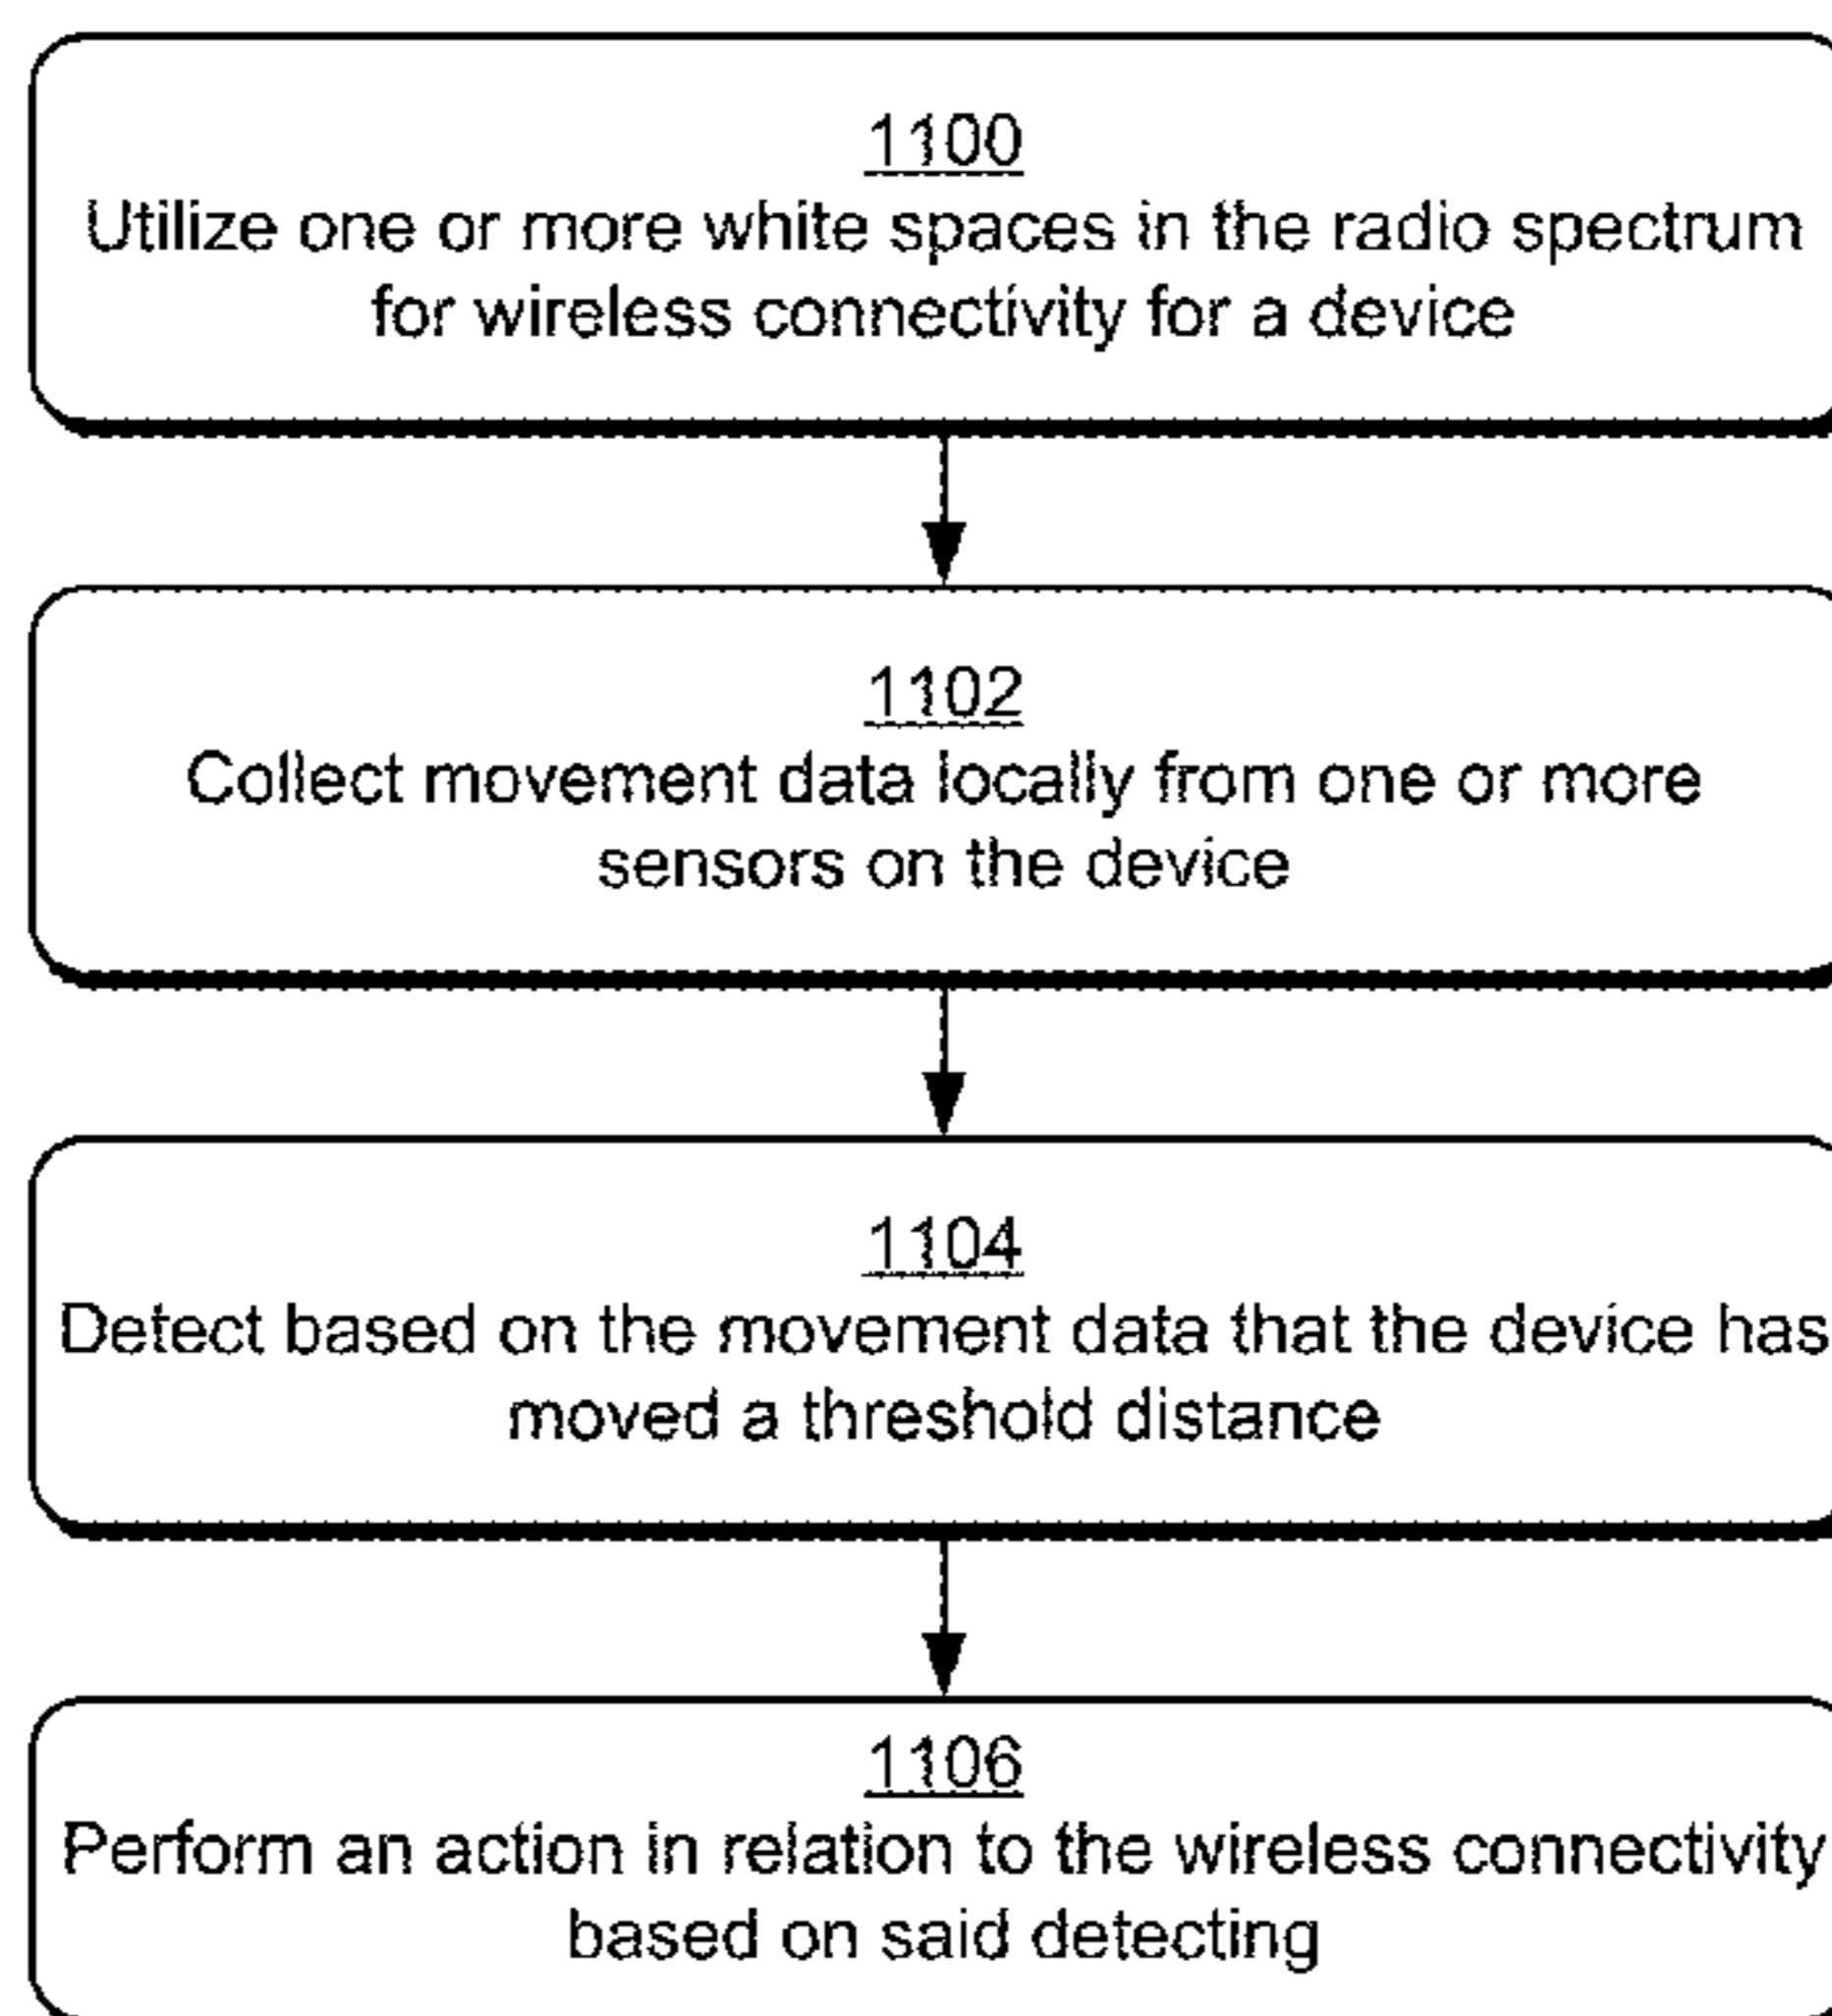 1100
Utilize one or more white spaces in the radio spectrum
for wireless connectivity for a device
1102
Collect movement data locally from one or more
sensors on the device
1104
Detect based on the movement data that the device has
moved a threshold distance
1106
Perform an action in relation to the wireless connectivity
based on said detecting